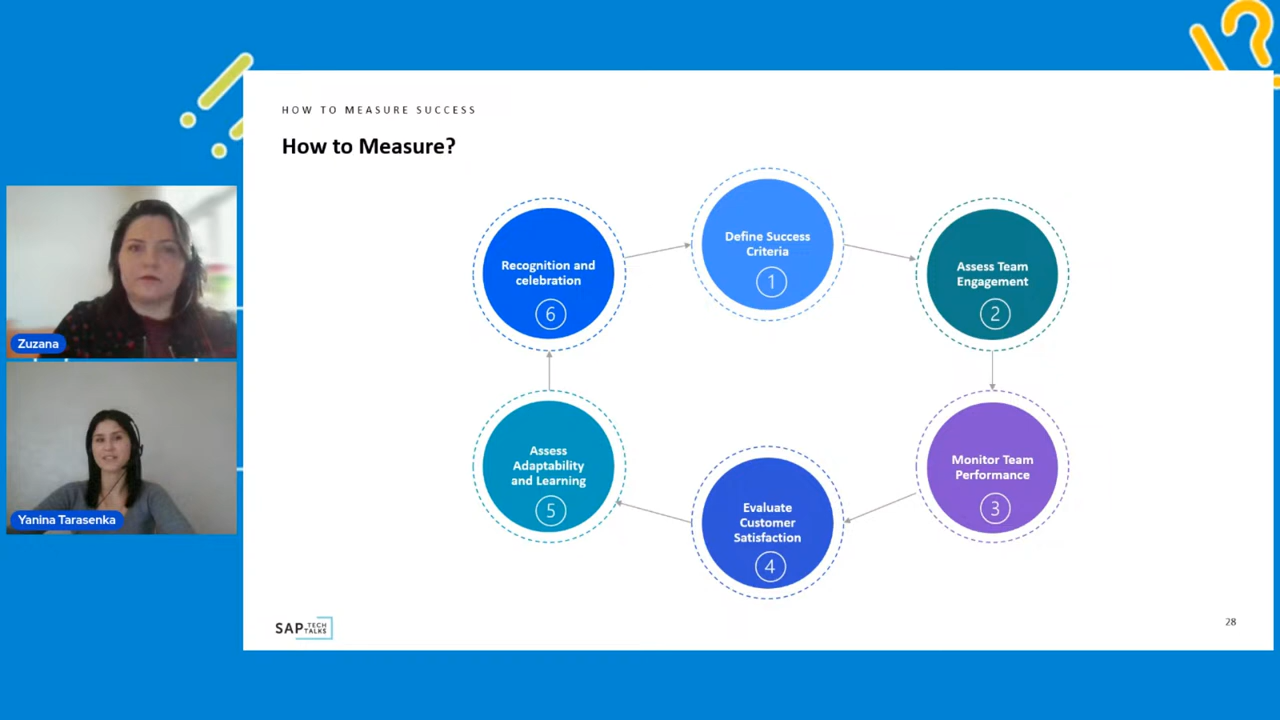 HOW TO MEASURE SUCCESS
How to Measure?
Define Success
Criteria
1
Assess Team
Engagement
2
Monitor Team
Performance
3
Evaluate
Customer
Satisfaction
4
Assess
Adaptability
and Learning
5
Recognition and
celebration
6
Zuzana
Yanina Tarasenka
SAP TECH
TALKS
28